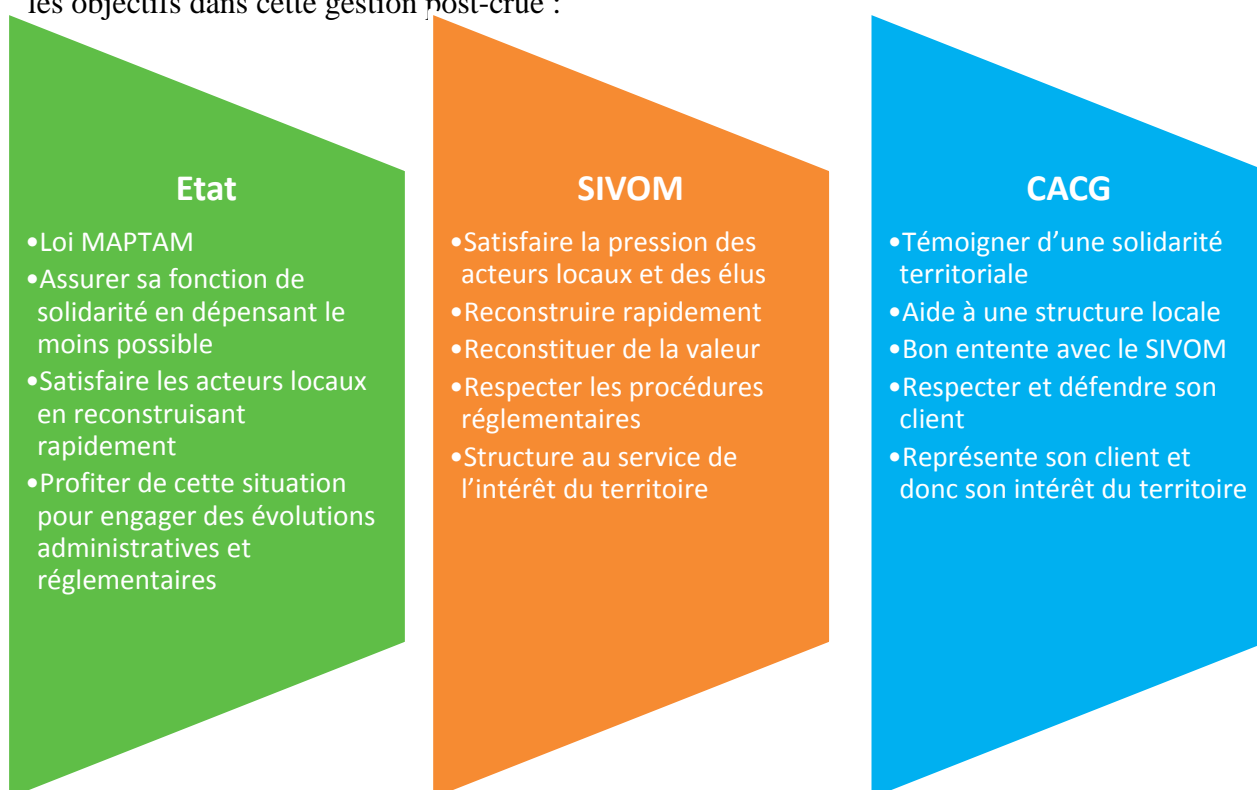 les objectifs dans cette gestion post-crue :
Etat
•Loi MAPTAM
•Assurer sa fonction de
solidarité en dépensant le
moins possible
•Satisfaire les acteurs locaux
en reconstruisant
rapidement
•Profiter de cette situation
pour engager des évolutions
administratives et
réglementaires
SIVOM
•Satisfaire la pression des
acteurs locaux et des élus
•Reconstruire rapidement
•Reconstituer de la valeur
•Respecter les procédures
réglementaires
•Structure au service de
l’intérêt du territoire
CACG
•Témoigner d’une solidarité
territoriale
•Aide à une structure locale
•Bon entente avec le SIVOM
•Respecter et défendre son
client
•Représente son client et
donc son intérêt du territoire